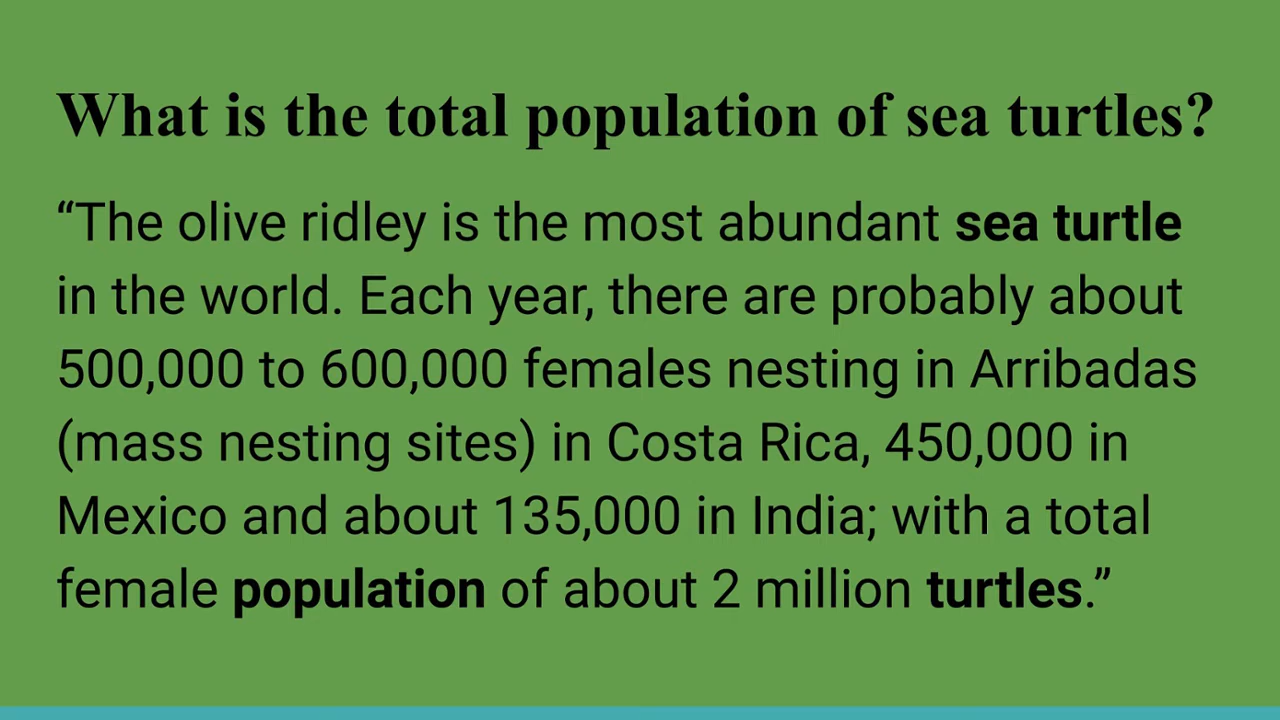 What is the total population of sea turtles?
“The olive ridley is the most abundant sea turtle
in the world. Each year, there are probably about
500,000 to 600,000 females nesting in Arribadas
(mass nesting sites) in Costa Rica, 450,000 in
Mexico and about 135,000 in India; with a total
female population of about 2 million turtles.”